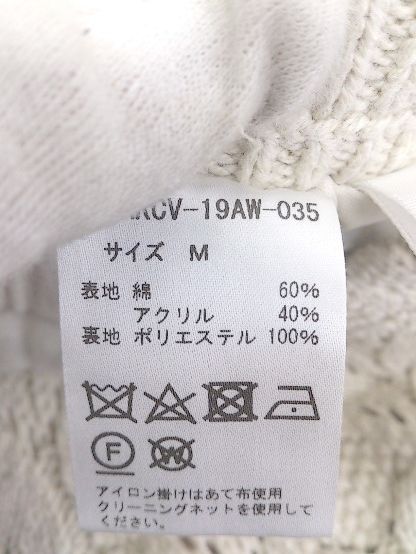 KCV-19AW-035
サイズ M
表地 綿 60%
アクリル 40%
裏地 ポリエステル 100%
F W
アイロン掛けはあて布使用
クリーニングネットを使用して
ください。